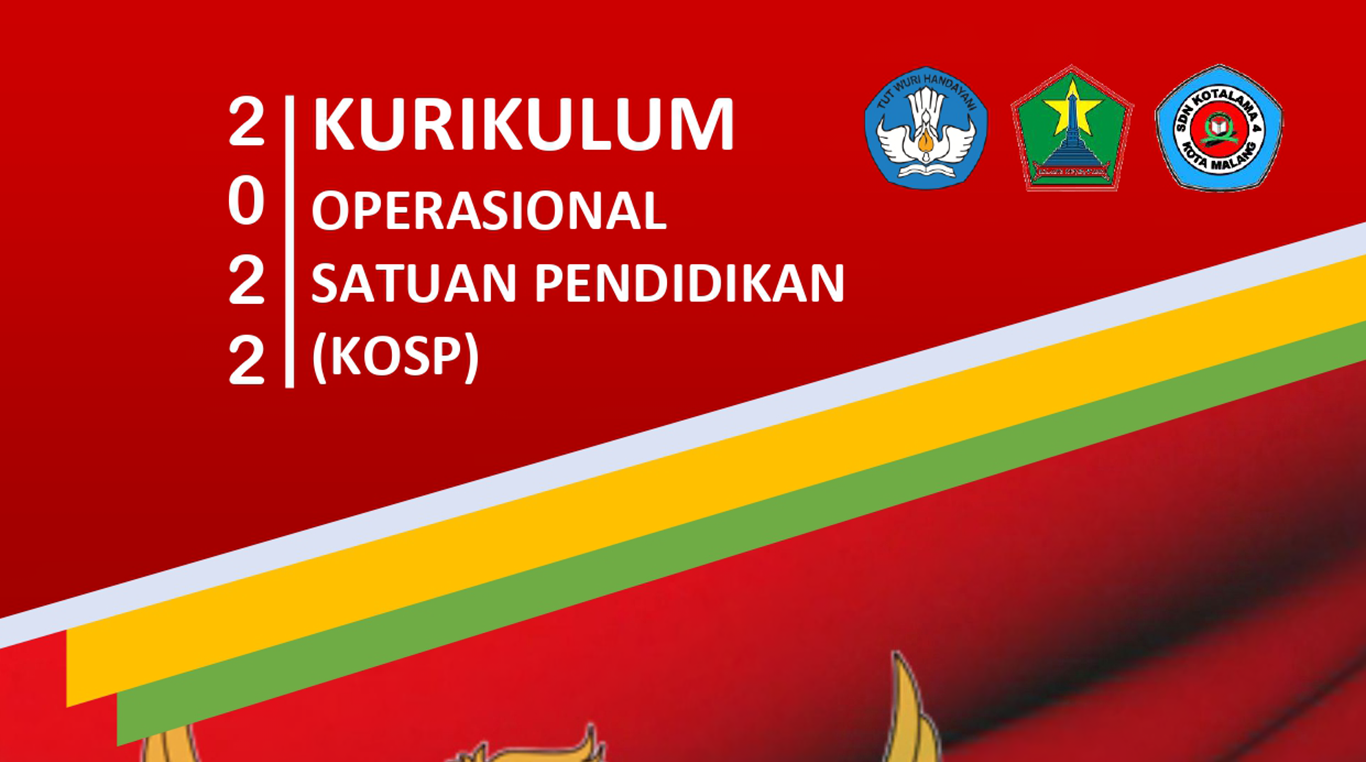 2
0
2
2
KURIKULUM
OPERASIONAL
SATUAN PENDIDIKAN
(KOSP)
TUT WURI HANDAYANI
SDN KOTALAMA 4
KOTA MALANG